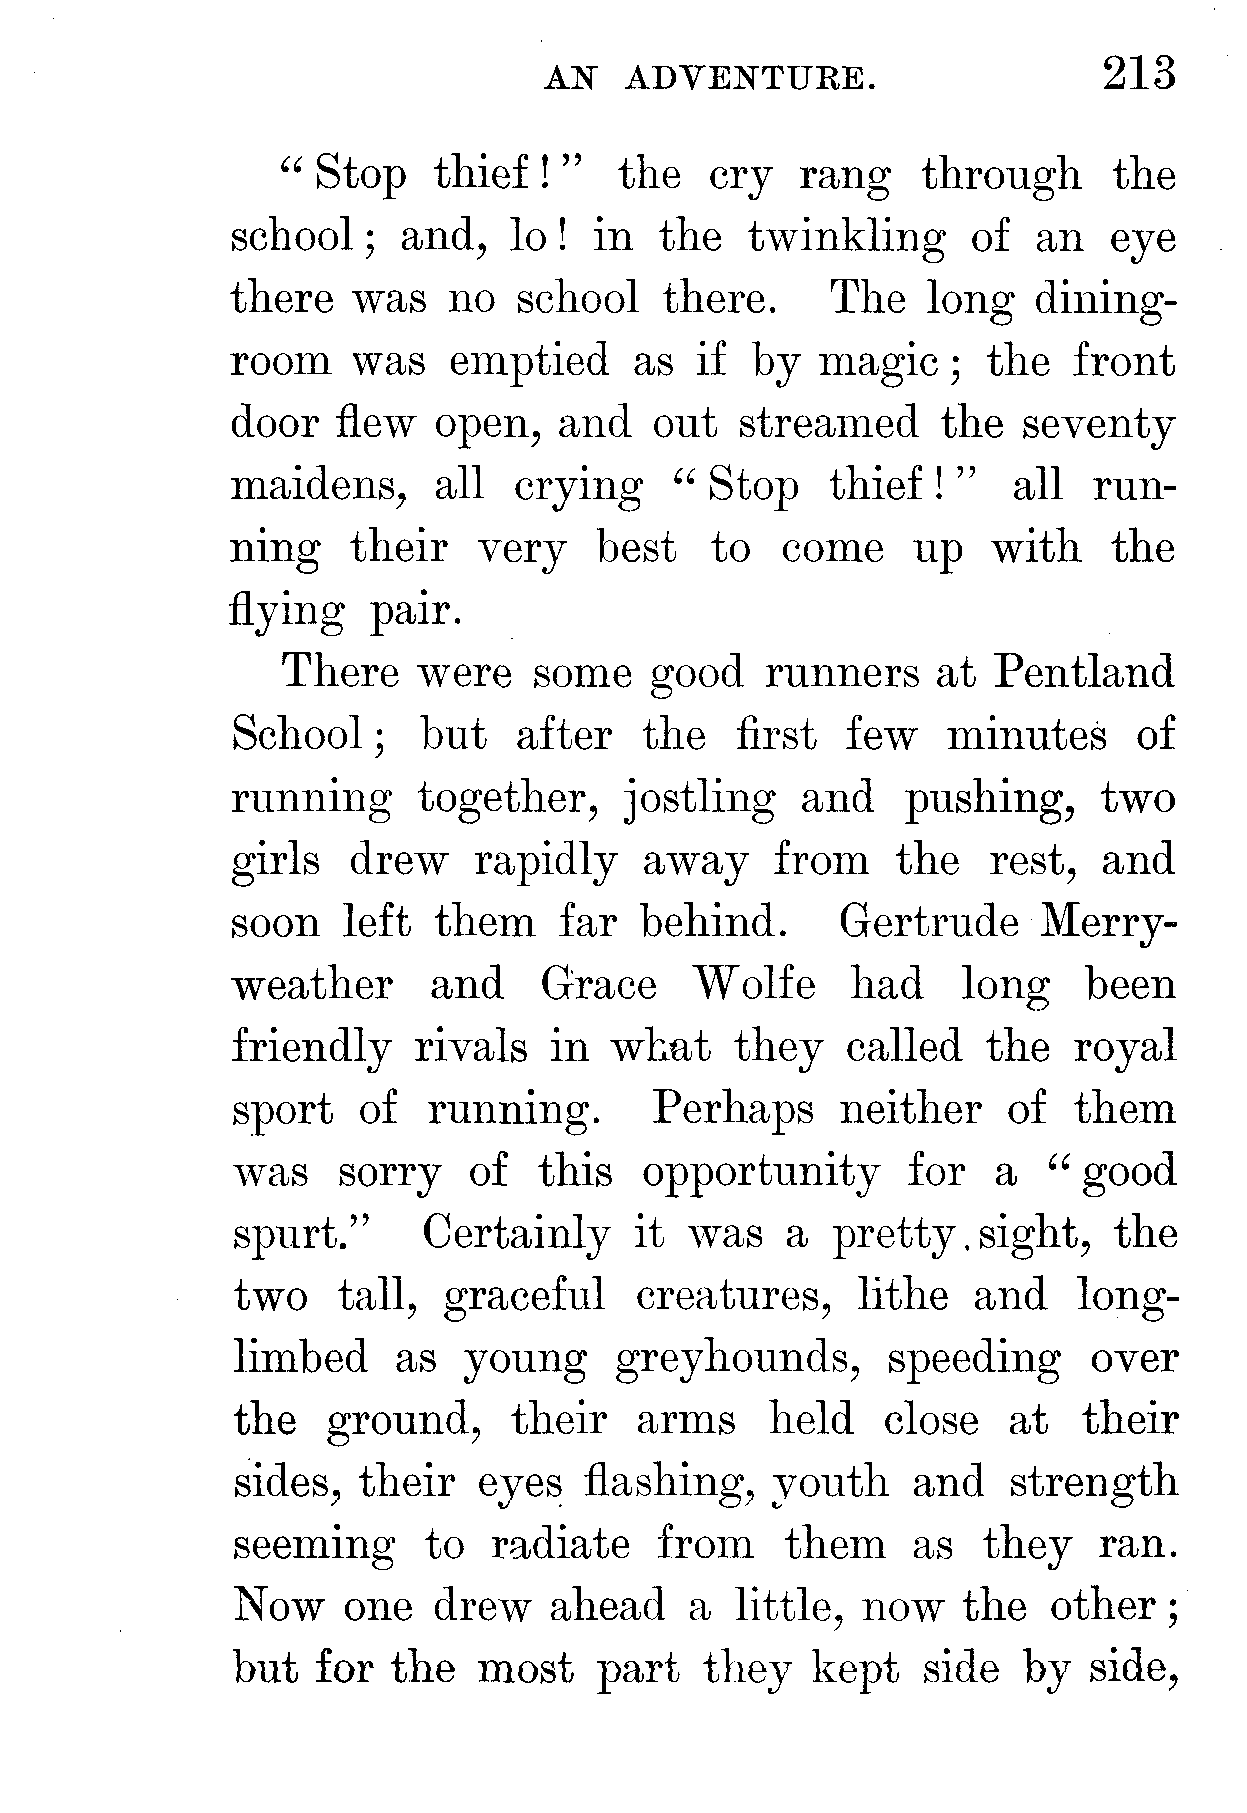 AN ADVENTURE. 213
“ Stop thief ! ” the cry rang through the
school ; and, lo ! in the twinkling of an eye
there was no school there. The long dining-
room was emptied as if by magic ; the front
door flew open, and out streamed the seventy
maidens, all crying “ Stop thief ! ” all run-
ning their very best to come up with the
flying pair.
There were some good runners at Pentland
School ; but after the first few minutes of
running together, jostling and pushing, two
girls drew rapidly away from the rest, and
soon left them far behind. Gertrude Merry-
weather and Grace Wolfe had long been
friendly rivals in what they called the royal
sport of running. Perhaps neither of them
was sorry of this opportunity for a “ good
spurt.” Certainly it was a pretty sight, the
two tall, graceful creatures, lithe and long-
limbed as young greyhounds, speeding over
the ground, their arms held close at their
sides, their eyes flashing, youth and strength
seeming to radiate from them as they ran.
Now one drew ahead a little, now the other ;
but for the most part they kept side by side,